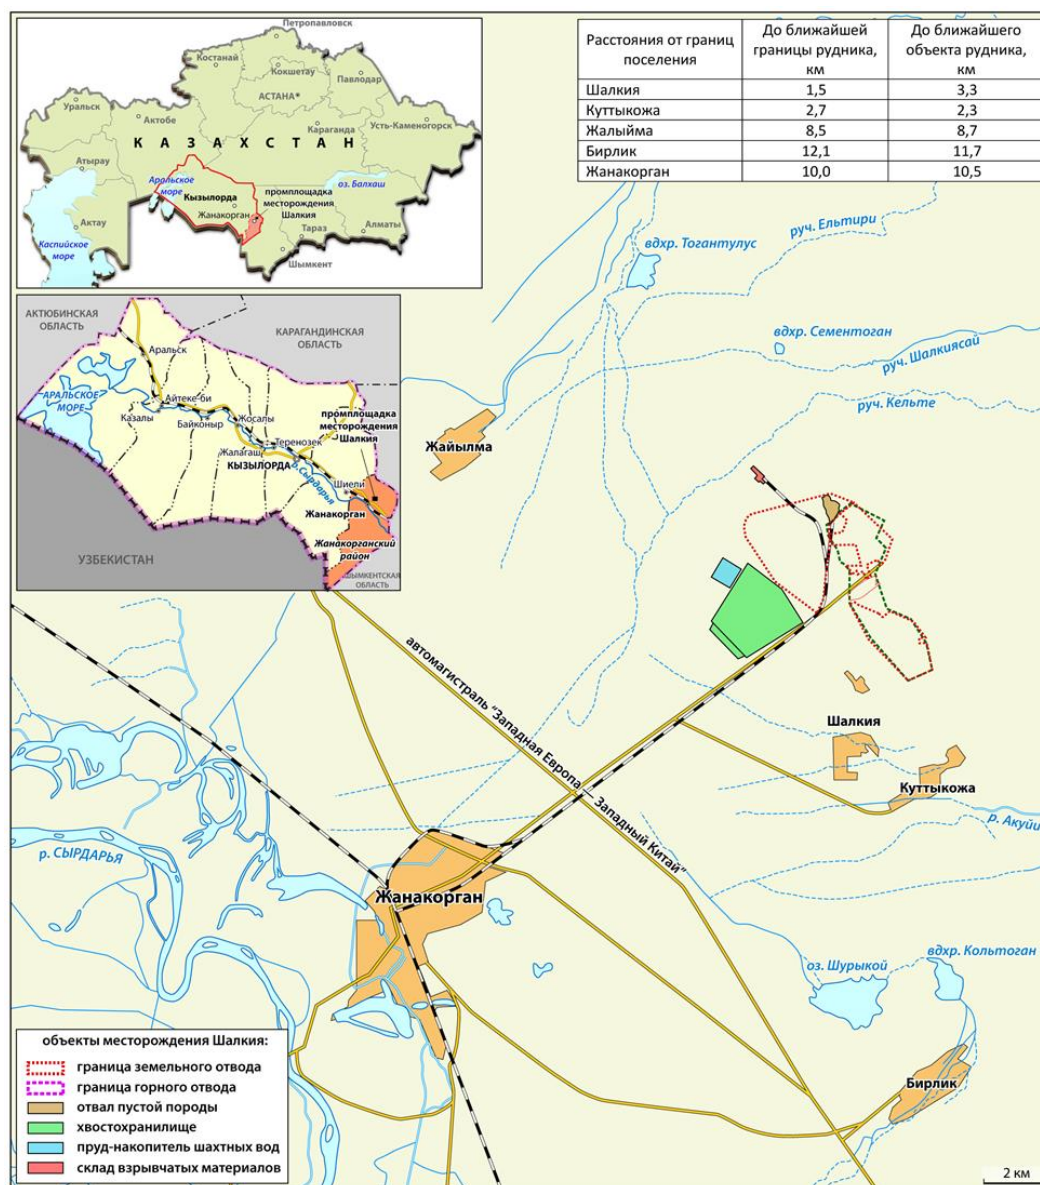 Петропавловск
Костанай
Кокшетау
Павлодар
АСТАНА
Уральск
Актобе
Караганда
Усть-Каменогорск
КАЗАХСТАН
Атырау
Аральское
море
Кызылорда
промплощадка
месторождения
Шалкия
оз. Балхаш
Жанакорган
Актау
Тараз
Алматы
Каспийское
море
Шымкент
Расстояния от границ поселения | До ближайшей границы рудника, км | До ближайшего объекта рудника, км
Шалкия 1,5 3,3
Куттыкожа 2,7 2,3
Жалыйма 8,5 8,7
Бирлик 12,1 11,7
Жанакорган 10,0 10,5
АКТЮБИНСКАЯ
ОБЛАСТЬ
КАРАГАНДИНСКАЯ
ОБЛАСТЬ
Аральск
АРАЛЬСКОЕ
МОРЕ
Айтеке-би
Казалы
Байконыр
Жосалы
промплощадка
месторождения
Шалкия
Теренозек
Жалагаш
КЫЗЫЛОРДА
р.Сырдарья
Шиели
Жанакорган
Жанакорганский
район
УЗБЕКИСТАН
ШЫМКЕНТСКАЯ
ОБЛАСТЬ
руч. Ельтири
вдхр. Тогантулус
вдхр. Сементоган
руч. Шалкиясай
руч. Кельте
Жайылма
автомагистраль "Западная Европа — Западный Китай"
Шалкия
Куттыкожа
р. Акуйи
р. СЫРДАРЬЯ
Жанакорган
вдхр. Кольтоган
оз. Шурыкой
Бирлик
объекты месторождения Шалкия:
граница земельного отвода
граница горного отвода
отвал пустой породы
хвостохранилище
пруд-накопитель шахтных вод
склад взрывчатых материалов
2 км